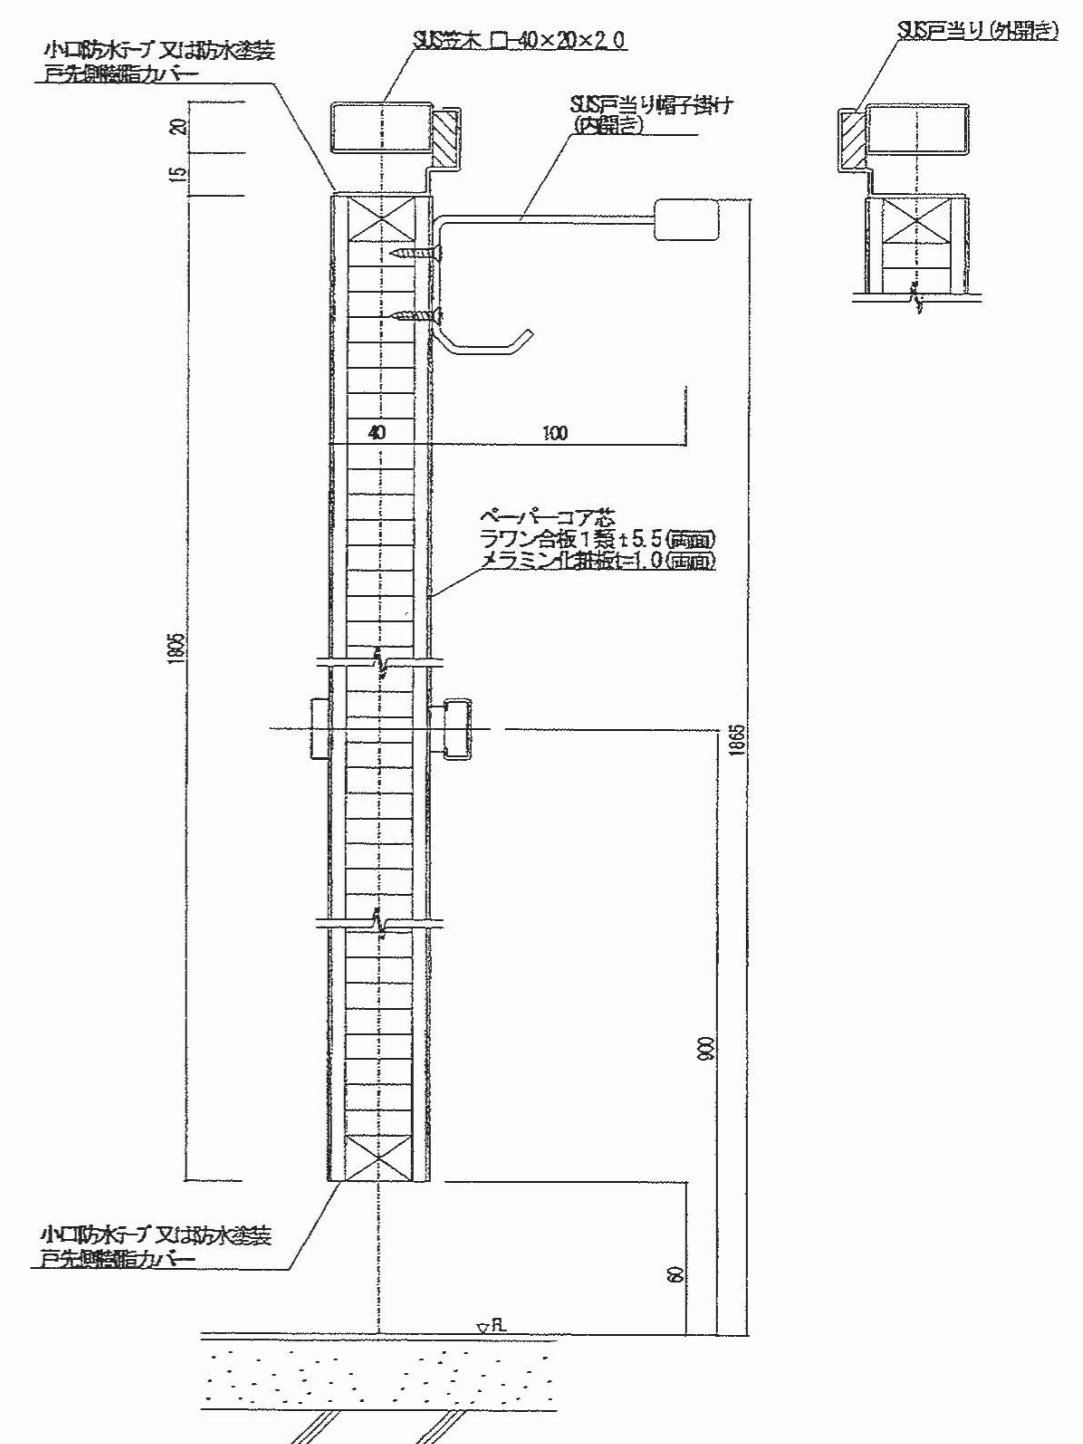 小口防水テープ又は防水塗装
戸先側樹脂カバー
SUS笠木 ロ-40×20×2.0
SUS戸当り帽子掛け
(内開き)
SUS戸当り(外開き)
20
15
40
100
ペーパーコア芯
ラワン合板1類t5.5(両面)
メラミン化粧板t=1.0(両面)
1805
1865
900
小口防水テープ又は防水塗装
戸先側樹脂カバー
60
FL